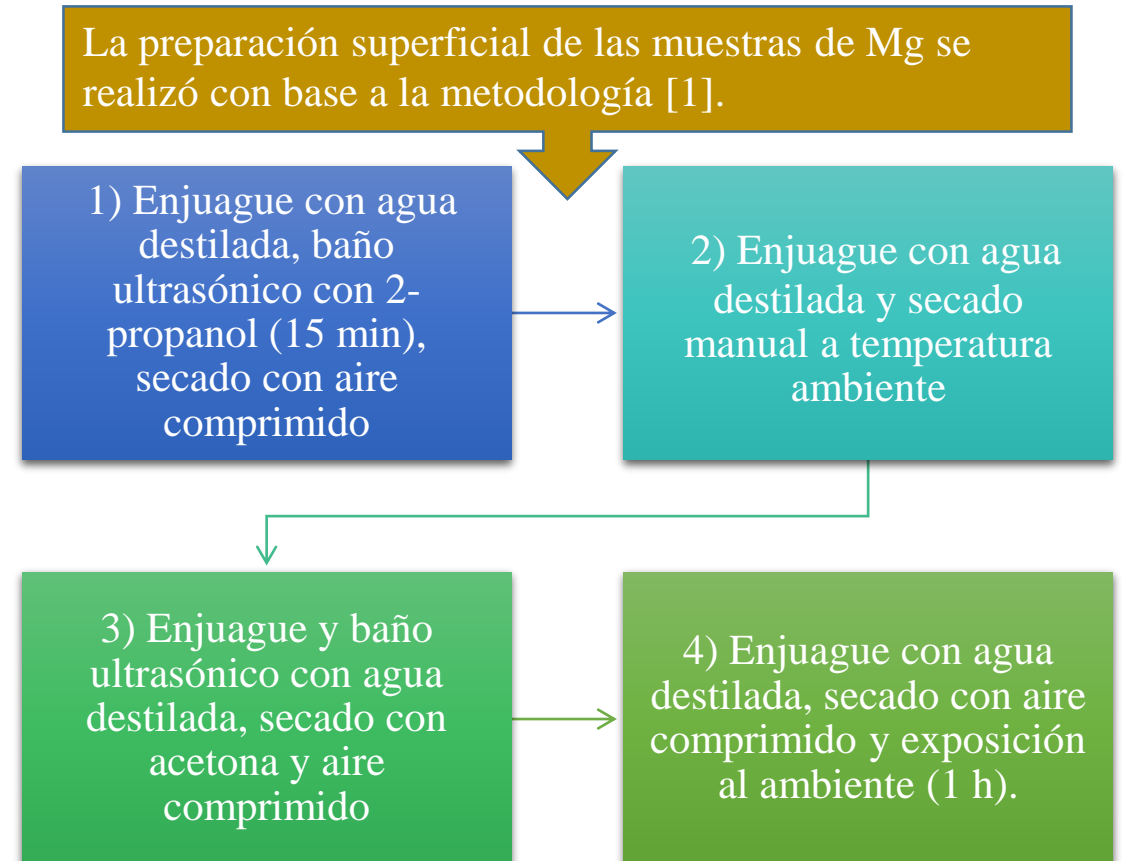 La preparación superficial de las muestras de Mg se
realizó con base a la metodología [1].
1) Enjuague con agua
destilada, baño
ultrasónico con 2-
propanol (15 min),
secado con aire
comprimido
2) Enjuague con agua
destilada y secado
manual a temperatura
ambiente
3) Enjuague y baño
ultrasónico con agua
destilada, secado con
acetona y aire
comprimido
4) Enjuague con agua
destilada, secado con aire
comprimido y exposición
al ambiente (1 h).